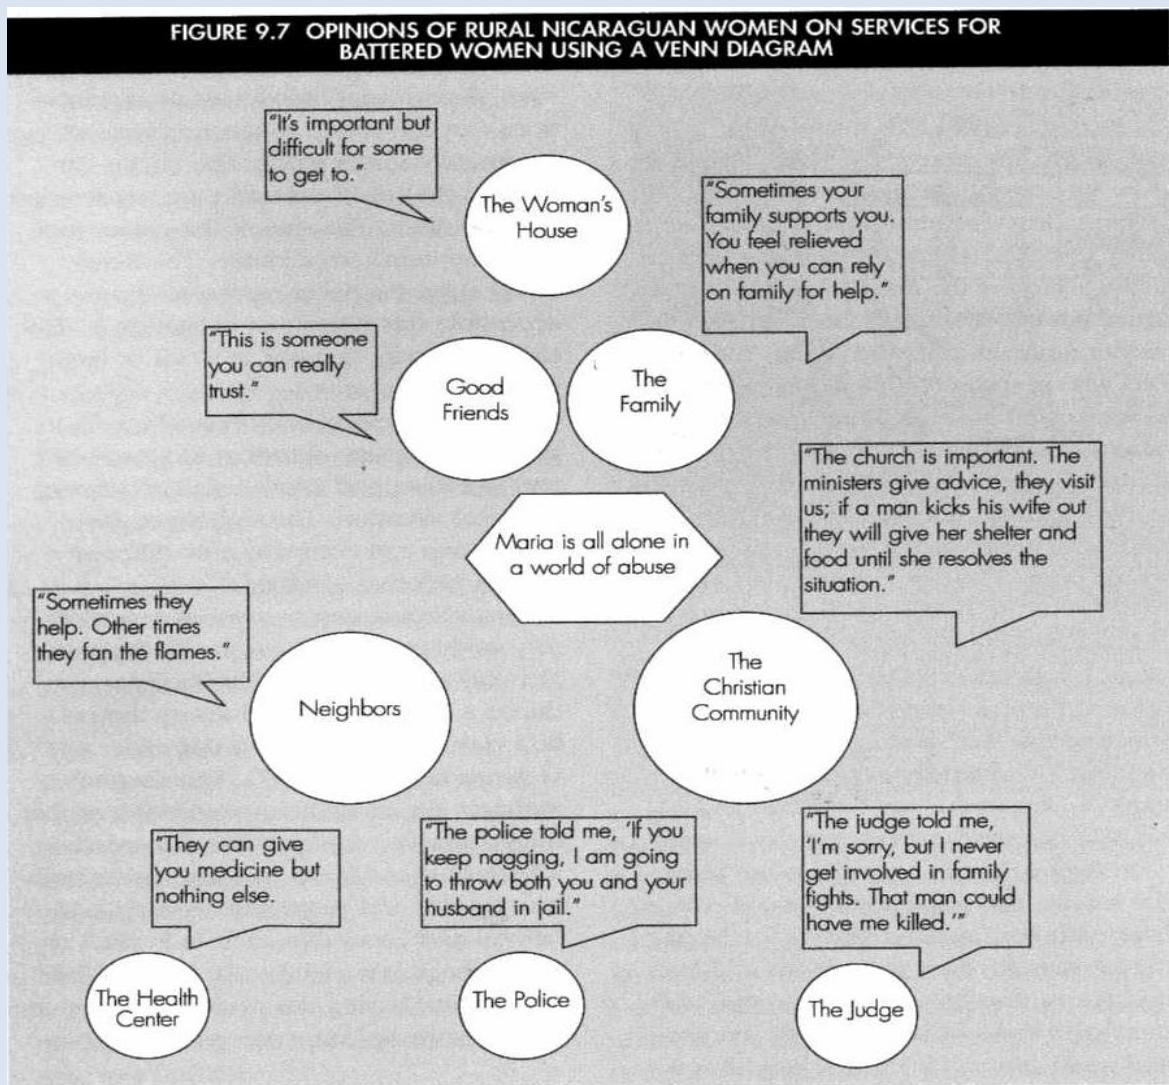 FIGURE 9.7 OPINIONS OF RURAL NICARAGUAN WOMEN ON SERVICES FOR
BATTERED WOMEN USING A VENN DIAGRAM
"It's important but
difficult for some
to get to."
The Woman's
House
"Sometimes your
family supports you.
You feel relieved
when you can rely
on family for help."
"This is someone
you can really
trust."
Good
Friends
The
Family
"The church is important. The
ministers give advice, they visit
us; if a man kicks his wife out
they will give her shelter and
food until she resolves the
situation."
Maria is all alone in
a world of abuse
"Sometimes they
help. Other times
they fan the flames."
Neighbors
The
Christian
Community
"They can give
you medicine but
nothing else.
"The police told me, 'If you
keep nagging, I am going
to throw both you and your
husband in jail."
"The judge told me,
'I'm sorry, but I never
get involved in family
fights. That man could
have me killed.'"
The Health
Center
The Police
The Judge